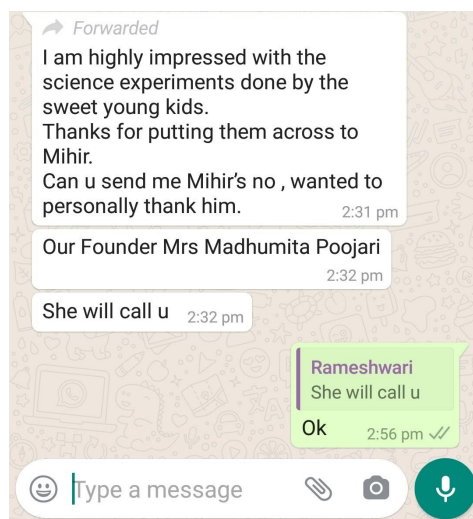 Forwarded
I am highly impressed with the
science experiments done by the
sweet young kids.
Thanks for putting them across to
Mihir.
Can u send me Mihir's no , wanted to
personally thank him. 2:31 pm
Our Founder Mrs Madhumita Poojari
2:32 pm
She will call u 2:32 pm
Rameshwari
She will call u
Ok 2:56 pm
Type a message